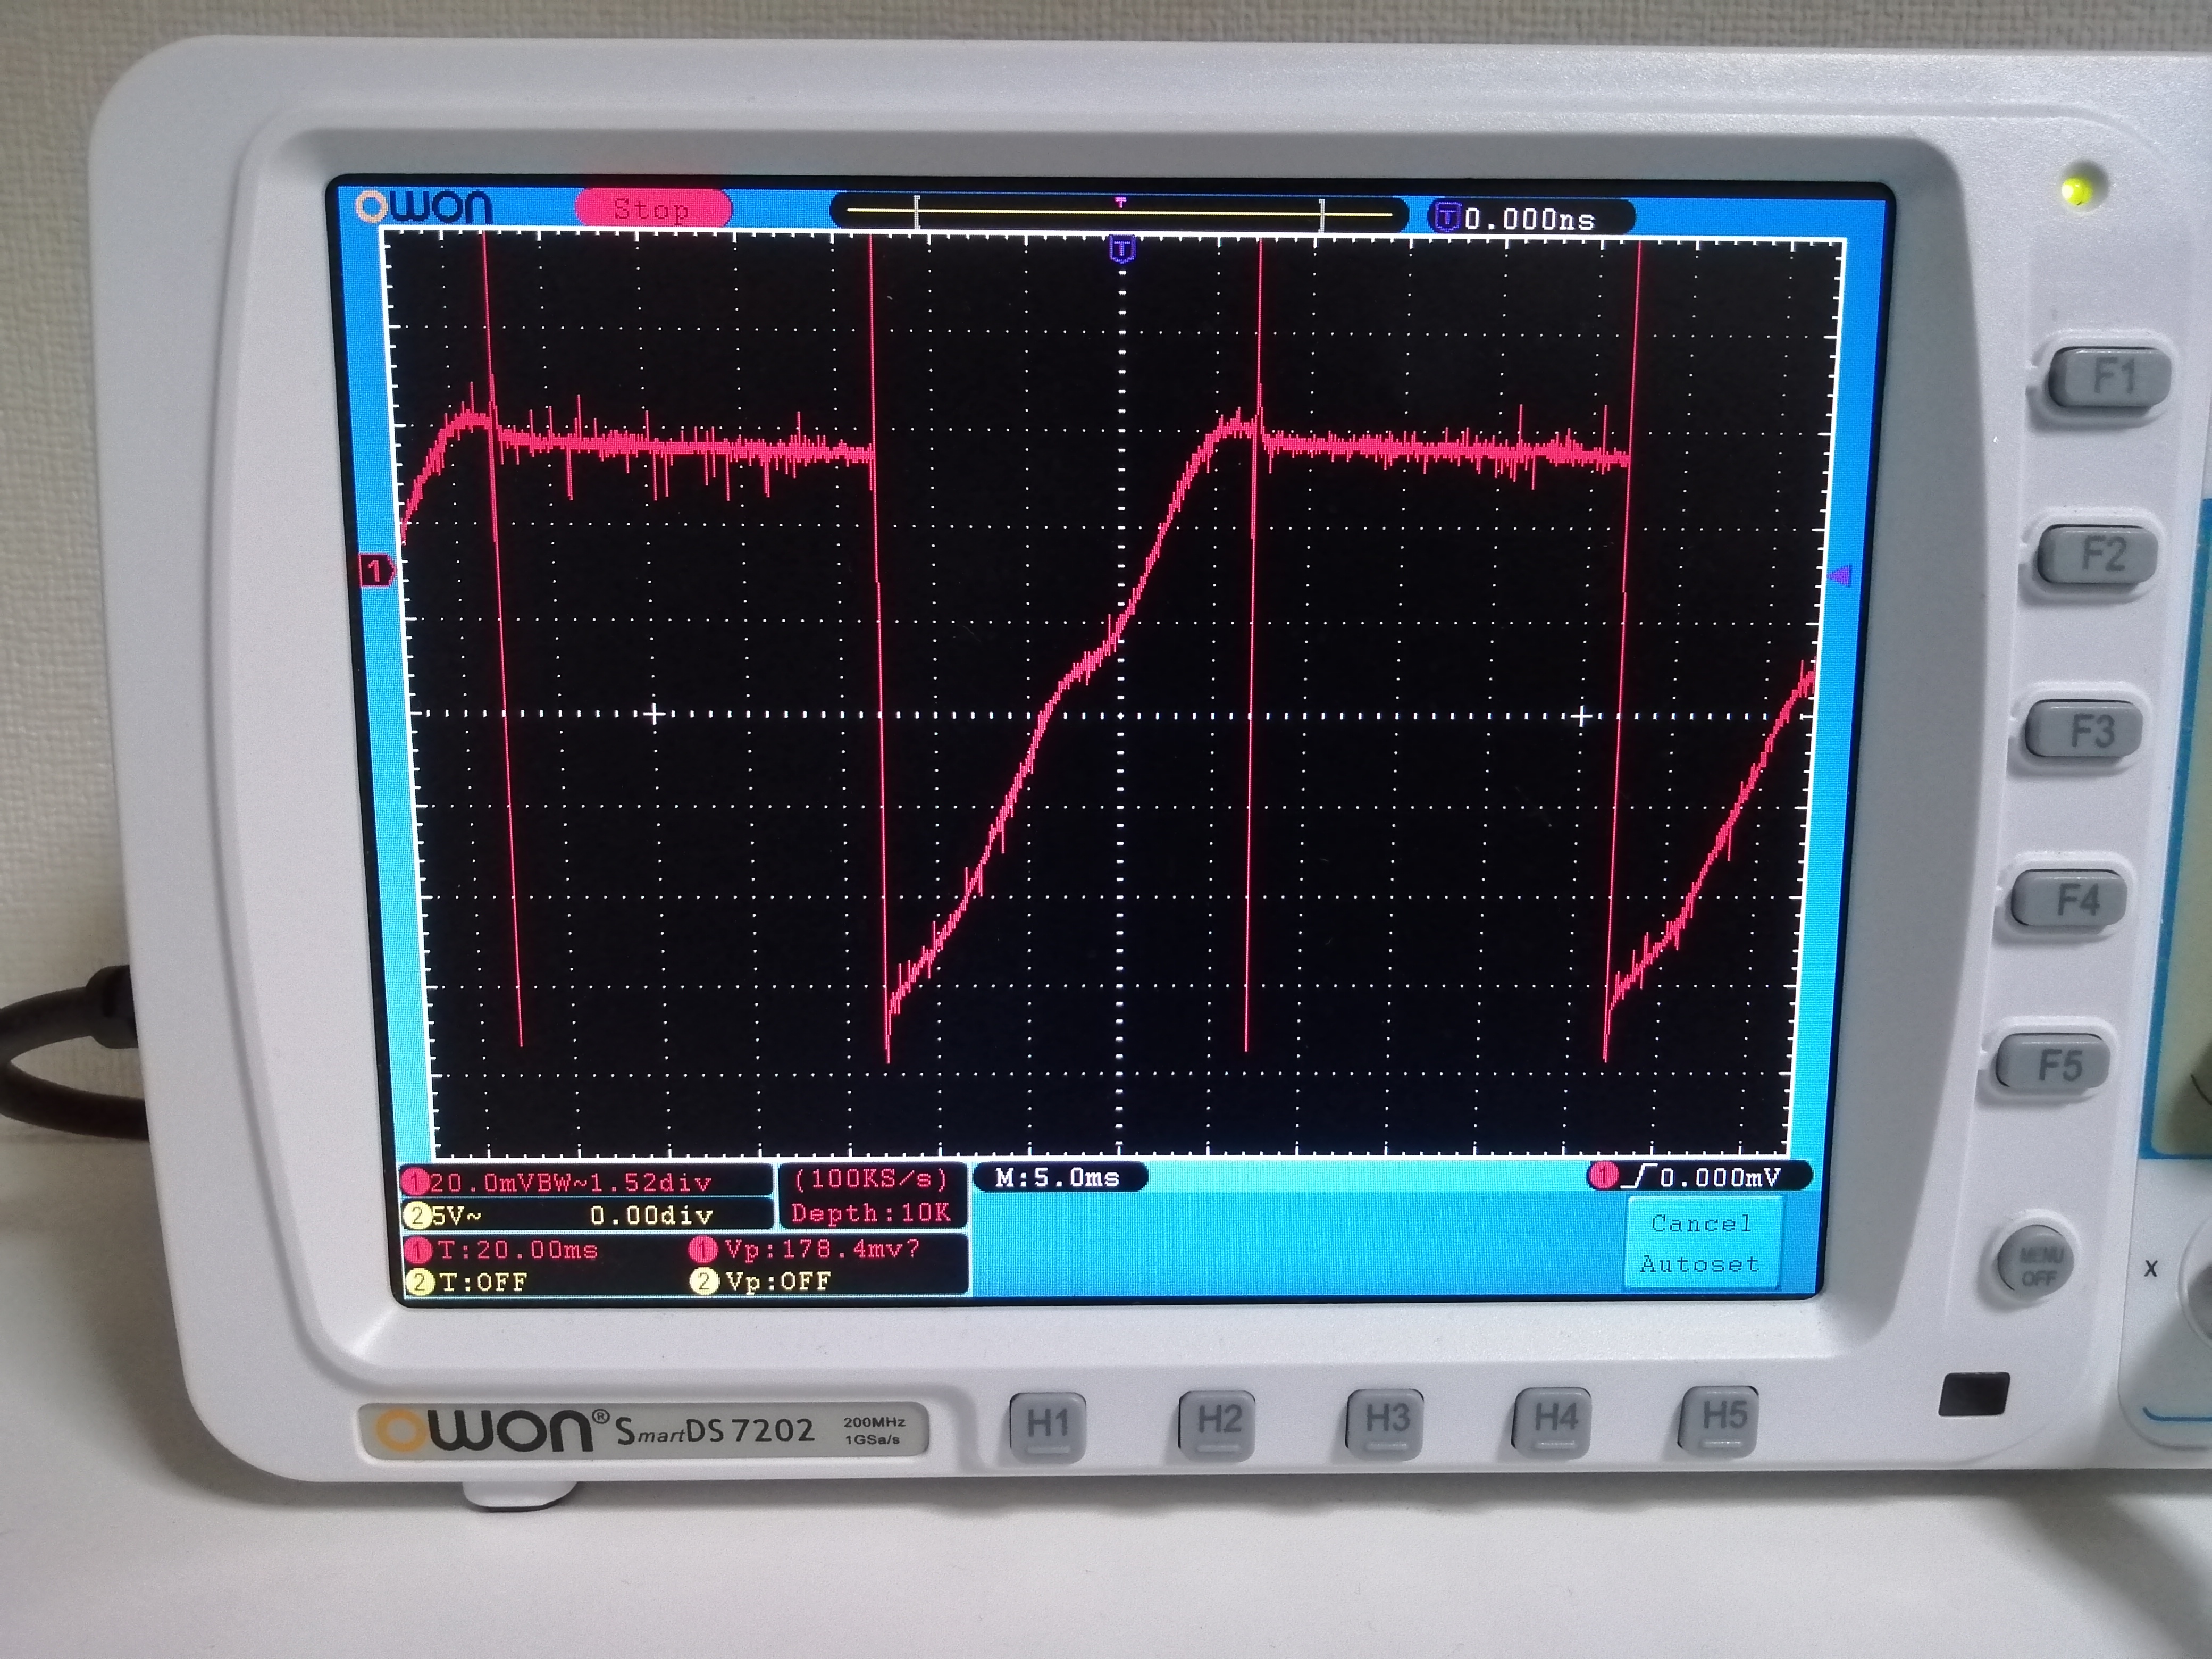 owon Stop T 0.000ns
T
1
1 20.0mVBW~1.52div
2 5V~ 0.00div
(100KS/s)
Depth:10K
M:5.0ms
1 0.000mV
1 T:20.00ms 1 Vp:178.4mv?
2 T:OFF 2 Vp:OFF
Cancel
Autoset
F1
F2
F3
F4
F5
MENU
OFF
X
owon® SmartDS7202 200MHz
1GSa/s
H1 H2 H3 H4 H5